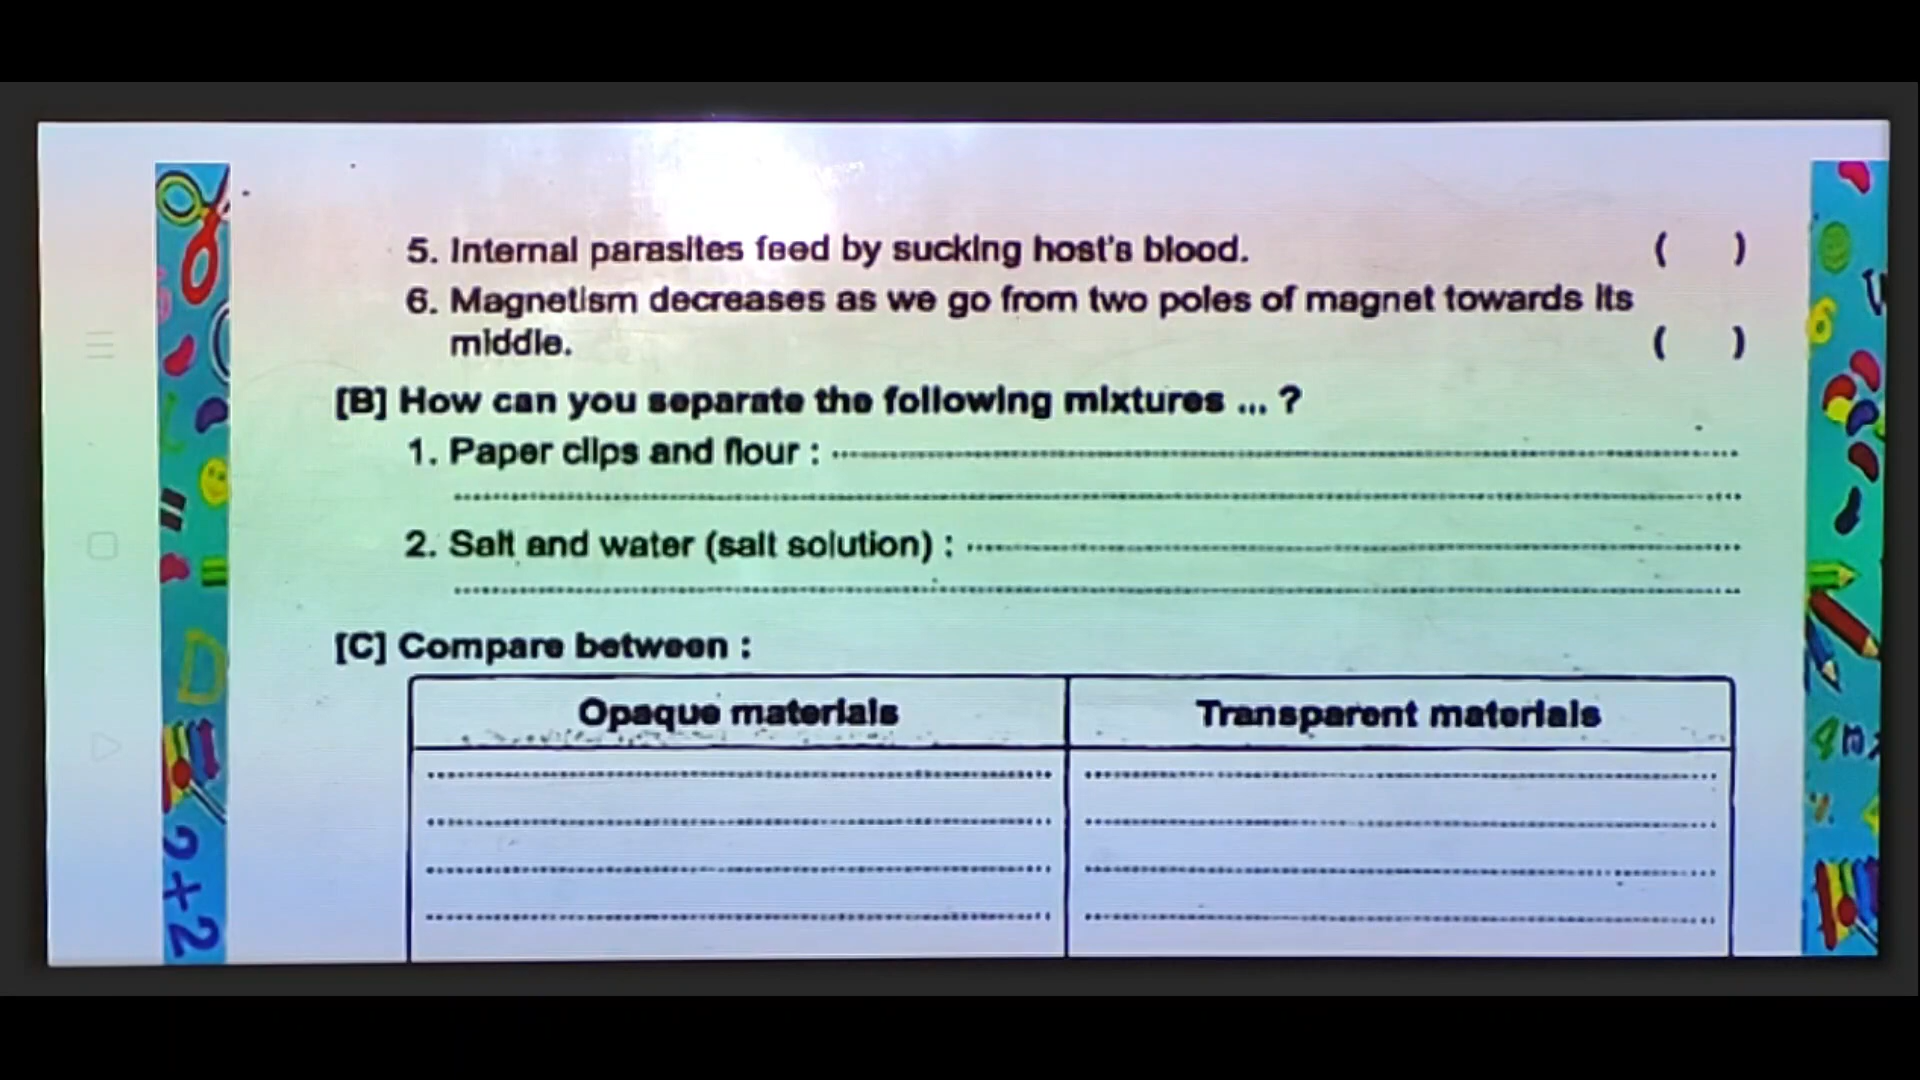 5. Internal parasites feed by sucking host's blood. ( )
6. Magnetism decreases as we go from two poles of magnet towards its
middle. ( )
[B] How can you separate the following mixtures ... ?
1. Paper clips and flour :
2. Salt and water (salt solution) :
[C] Compare between :
Opaque materials
Transparent materials
2+2